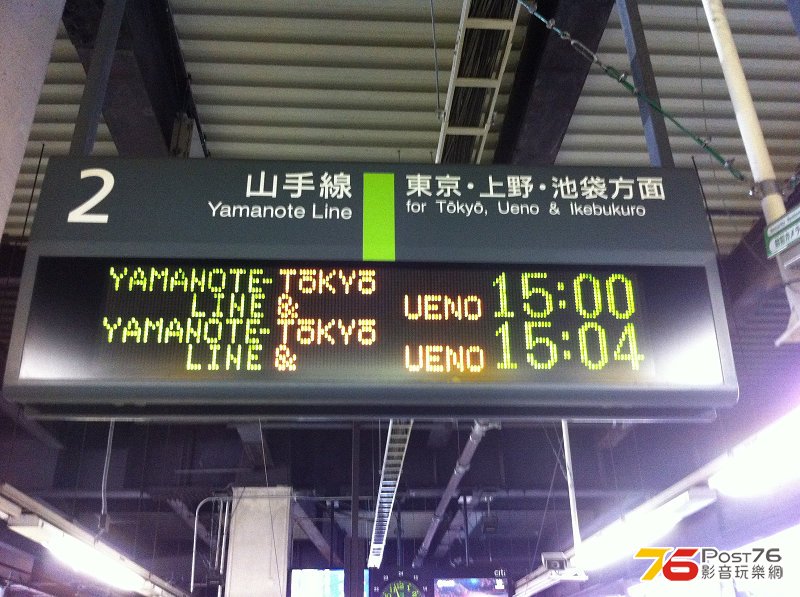 2
山手線
Yamanote Line
東京・上野・池袋方面
for Tōkyō, Ueno & Ikebukuro
YAMANOTE- TŌKYŌ
LINE & UENO 15:00
YAMANOTE- TŌKYŌ
LINE & UENO 15:04
citi
76 POST76
影音玩樂網